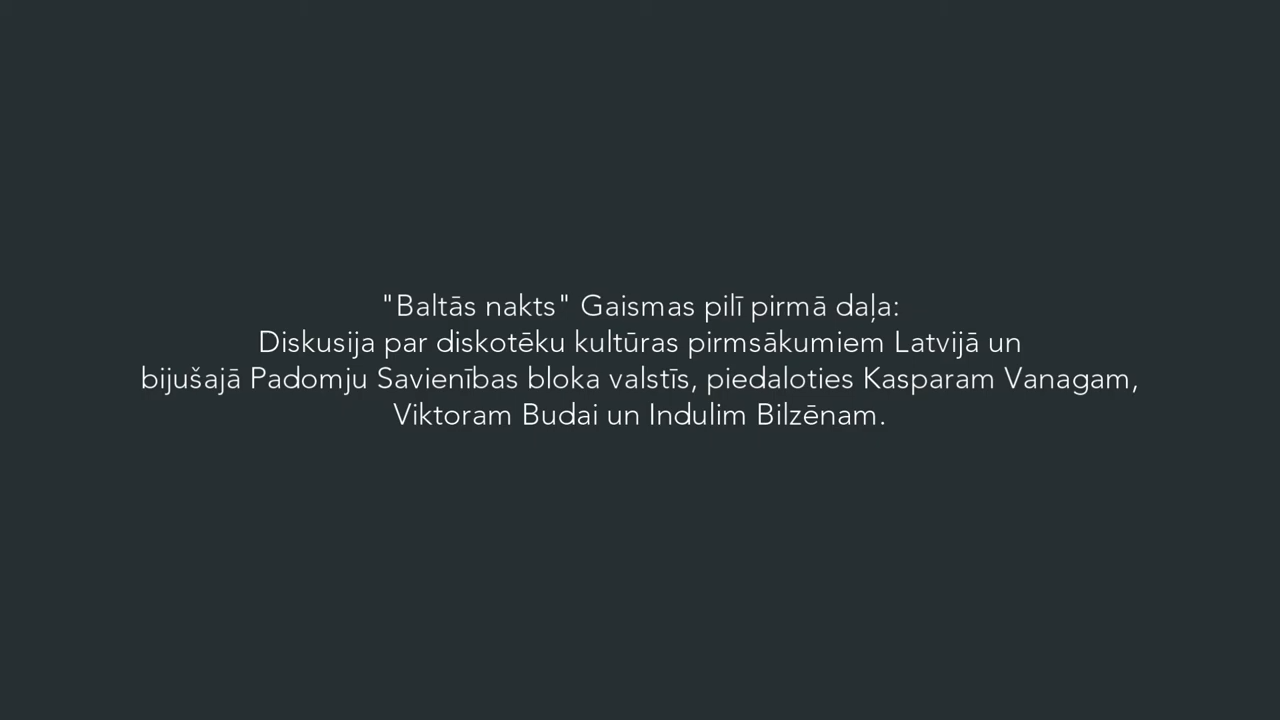 "Baltās nakts" Gaismas pilī pirmā daļa:
Diskusija par diskotēku kultūras pirmsākumiem Latvijā un
bijušajā Padomju Savienības bloka valstīs, piedaloties Kasparam Vanagam,
Viktoram Budai un Indulim Bilzēnam.